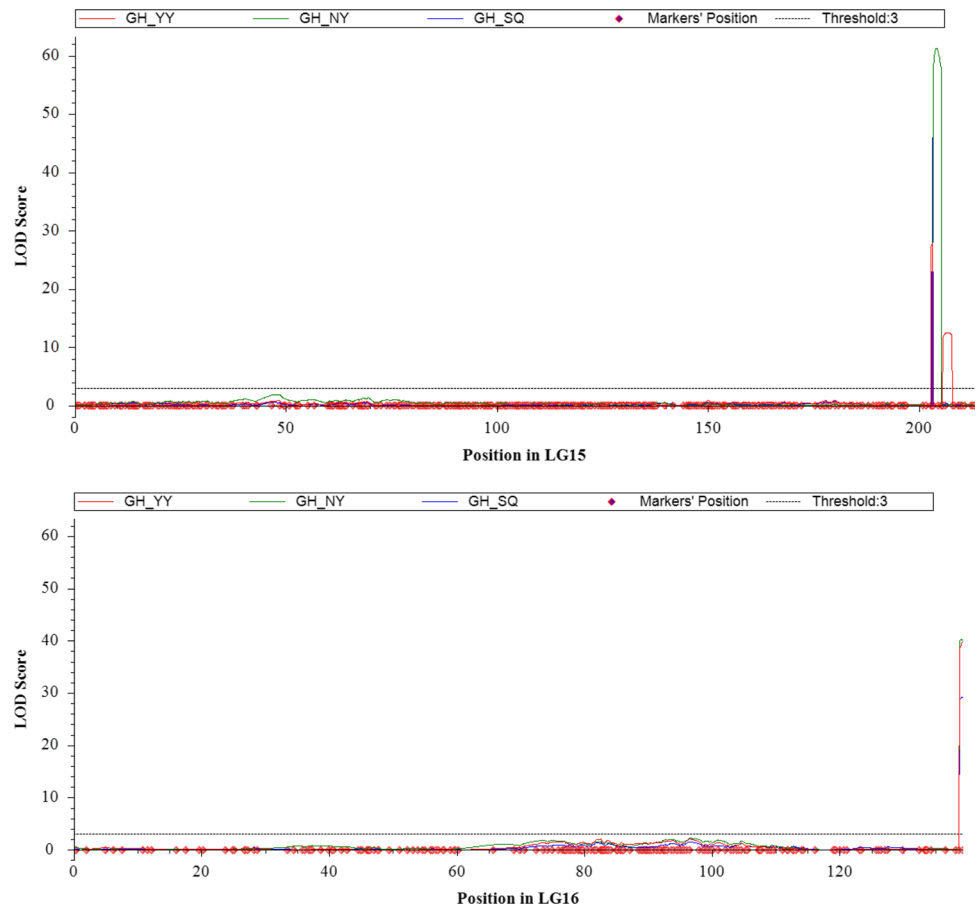 GH_YY GH_NY GH_SQ Markers' Position Threshold:3
60
50
40
30
20
10
0
LOD Score
0 50 100 150 200
Position in LG15
GH_YY GH_NY GH_SQ Markers' Position Threshold:3
60
50
40
30
20
10
0
LOD Score
0 20 40 60 80 100 120
Position in LG16